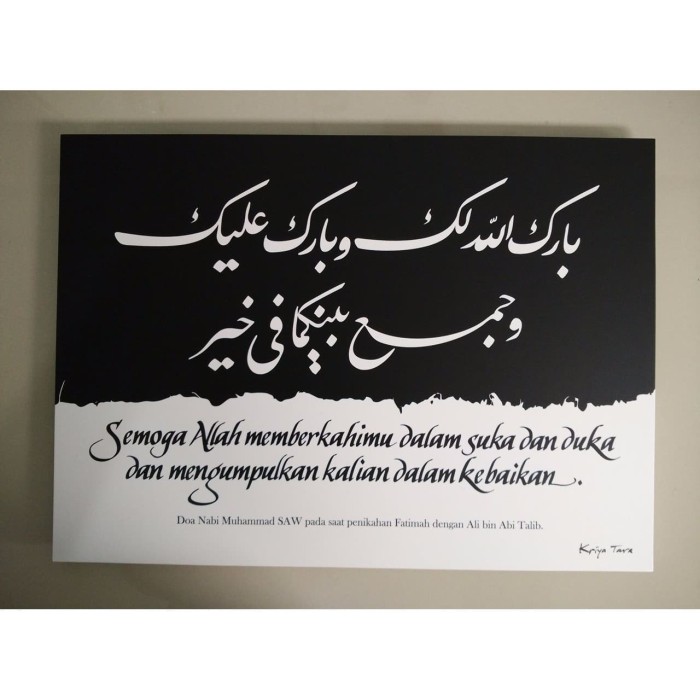 بارك الله لك وبارك عليك
وجمع بينكما في خير
Semoga Allah memberkahimu dalam suka dan duka
dan mengumpulkan kalian dalam kebaikan.
Doa Nabi Muhammad SAW pada saat penikahan Fatimah dengan Ali bin Abi Talib.
Kriya Tara